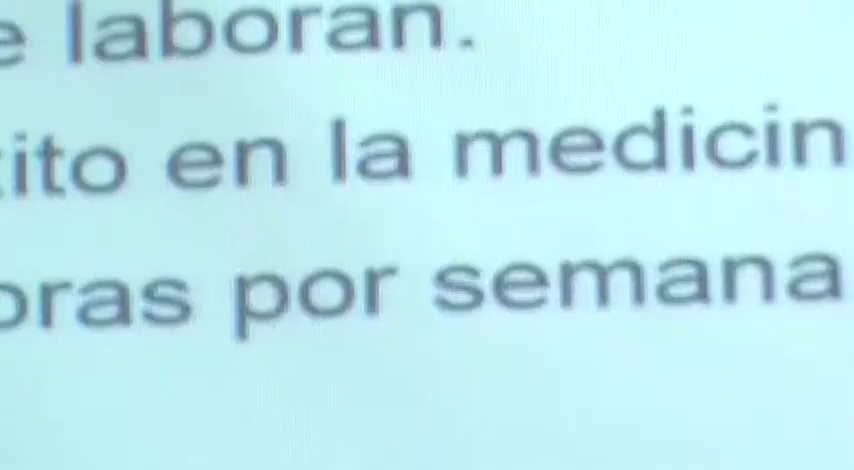 e laboran.
ito en la medicin
oras por semana